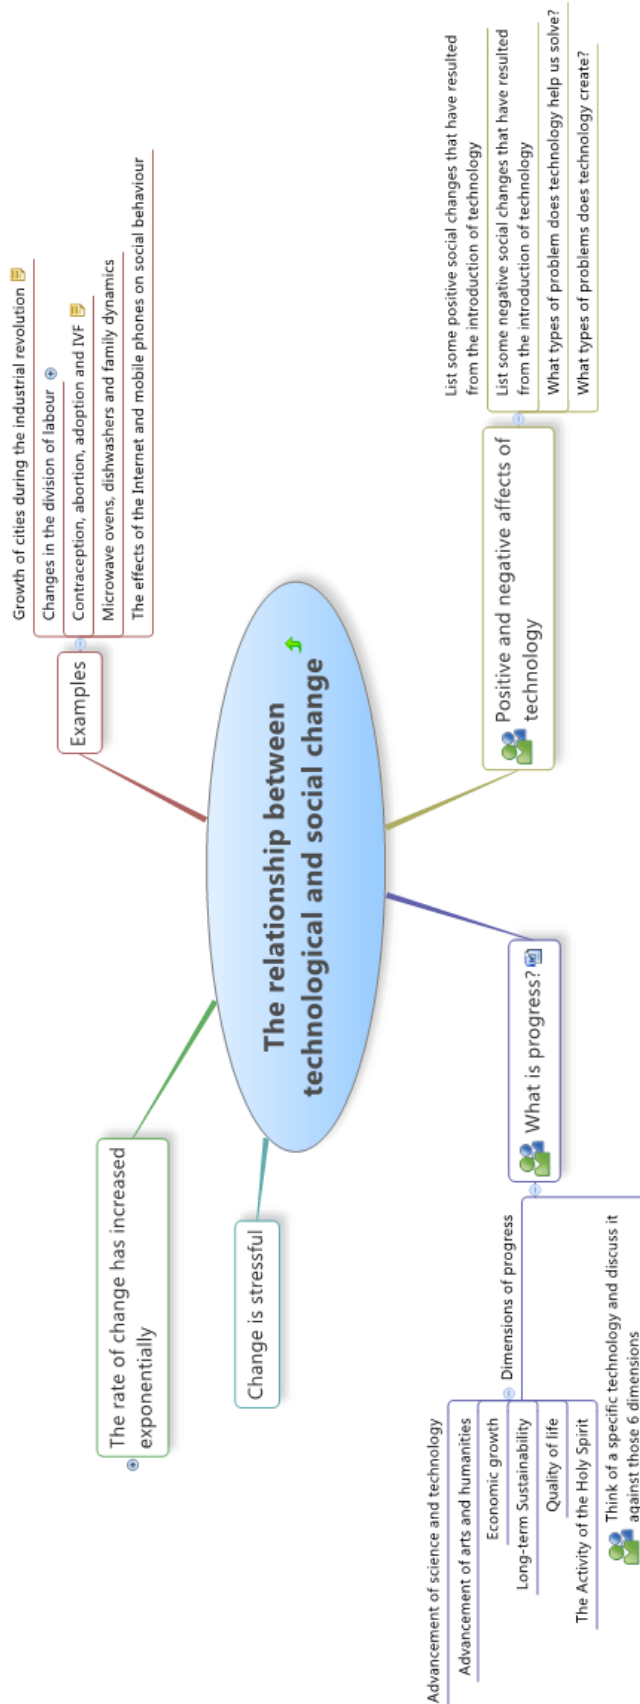 The relationship between
technological and social change
Examples
Growth of cities during the industrial revolution
Changes in the division of labour
Contraception, abortion, adoption and IVF
Microwave ovens, dishwashers and family dynamics
The effects of the Internet and mobile phones on social behaviour
Positive and negative affects of
technology
List some positive social changes that have resulted
from the introduction of technology
List some negative social changes that have resulted
from the introduction of technology
What types of problem does technology help us solve?
What types of problems does technology create?
What is progress?
Dimensions of progress
Advancement of science and technology
Advancement of arts and humanities
Economic growth
Long-term Sustainability
Quality of life
The Activity of the Holy Spirit
Think of a specific technology and discuss it
against those 6 dimensions
Change is stressful
The rate of change has increased
exponentially